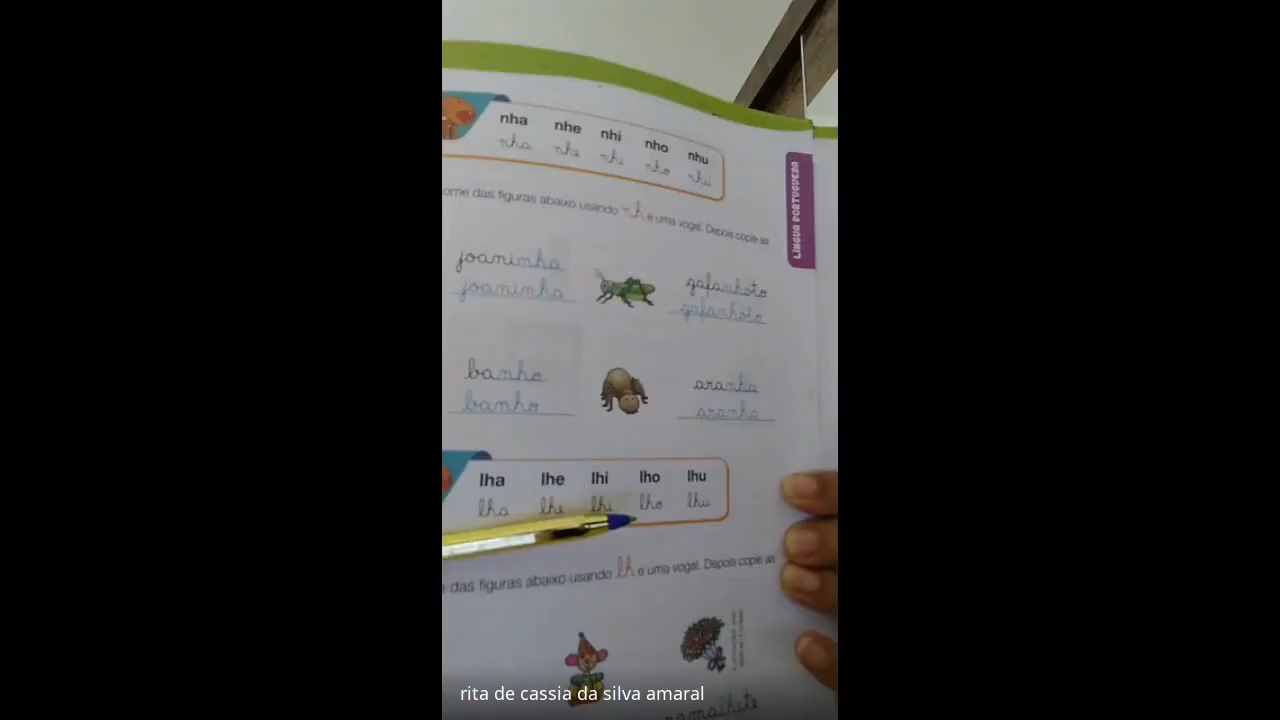 nha nhe nhi nho nhu
nha nhe nhi nho nhu
LÍNGUA PORTUGUESA
ome das figuras abaixo usando nh e uma vogal. Depois copie as
joaninha
joaninha
gafanhoto
gafanhoto
banho
banho
aranha
aranha
lha lhe lhi lho lhu
lha lhe lhi lho lhu
e das figuras abaixo usando lh e uma vogal. Depois copie as
ramalhete
rita de cassia da silva amaral